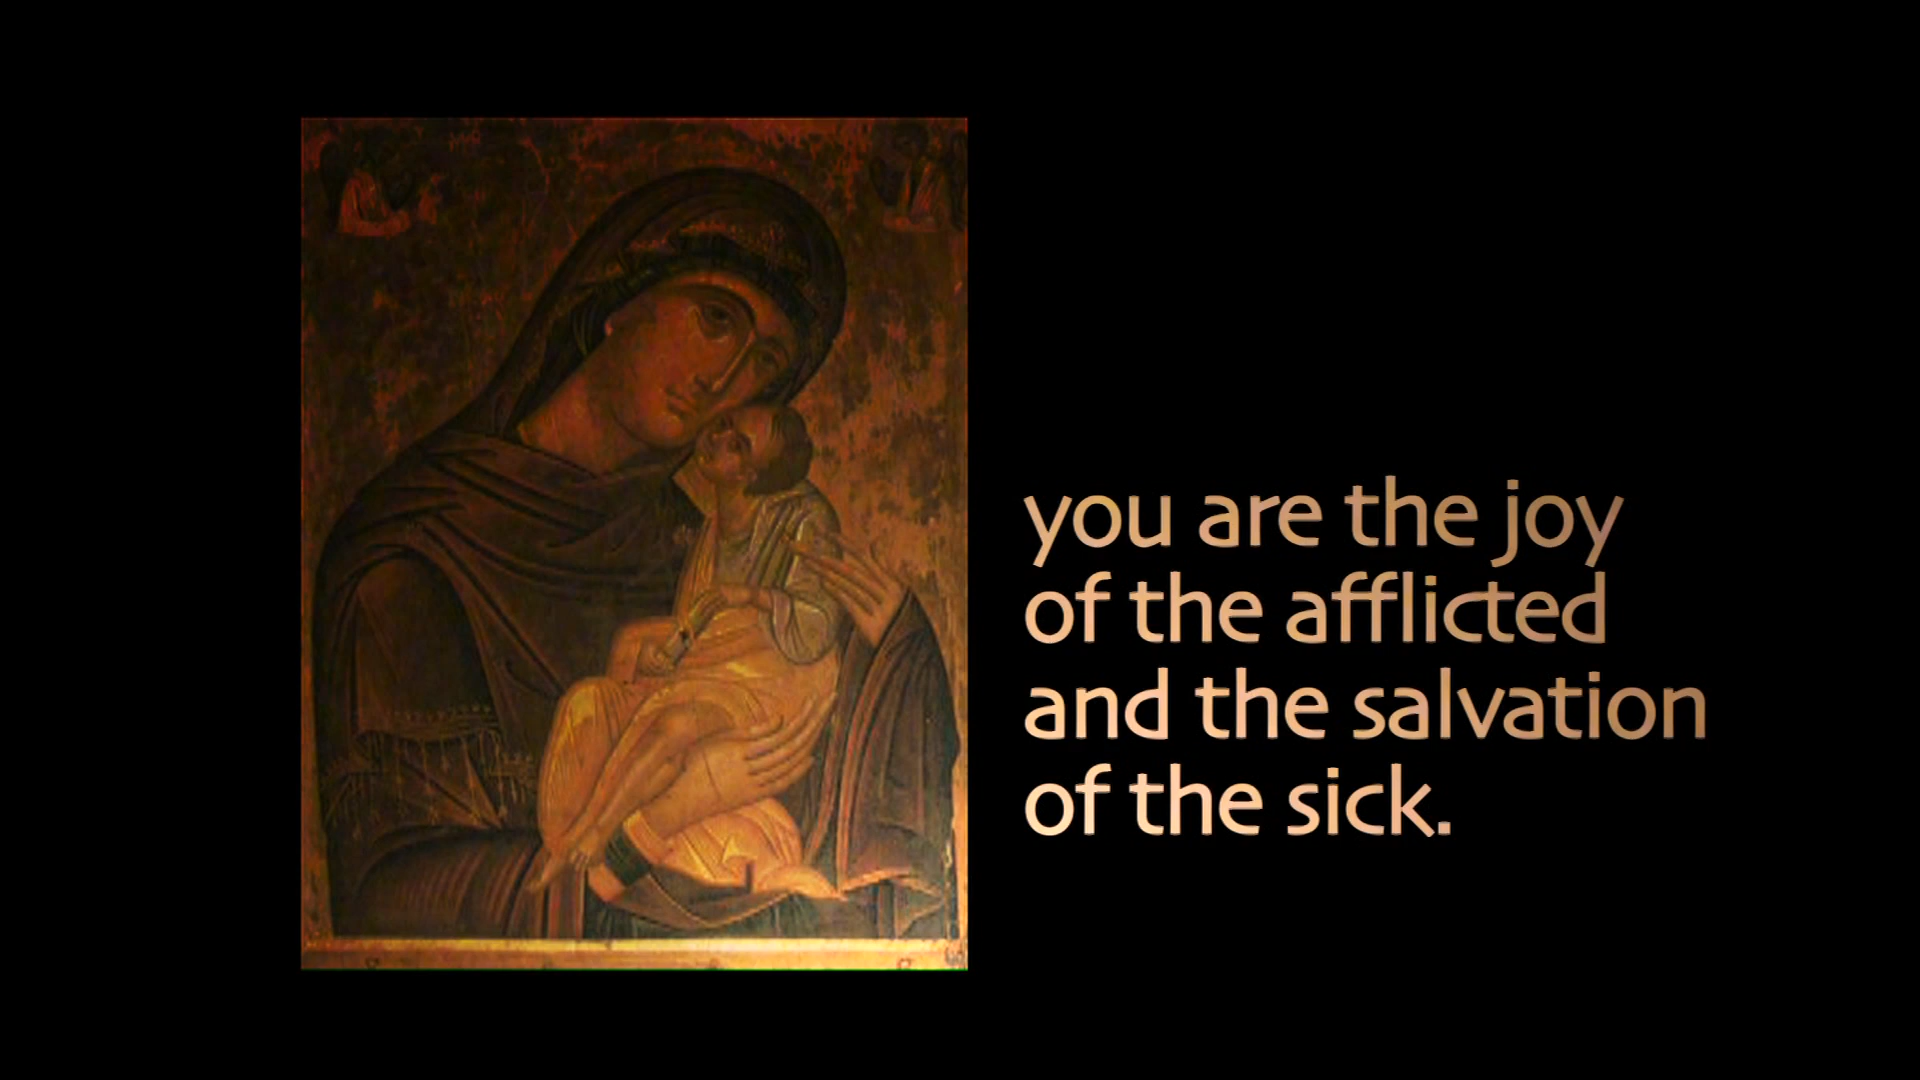 you are the joy
of the afflicted
and the salvation
of the sick.